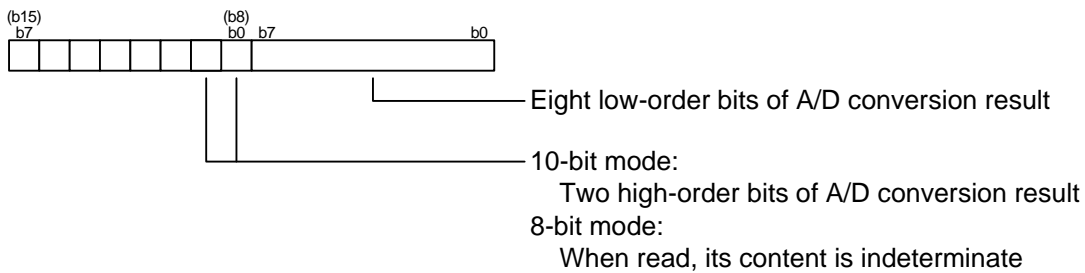 (b15) (b8)
b7 b0 b7 b0
Eight low-order bits of A/D conversion result
10-bit mode:
Two high-order bits of A/D conversion result
8-bit mode:
When read, its content is indeterminate